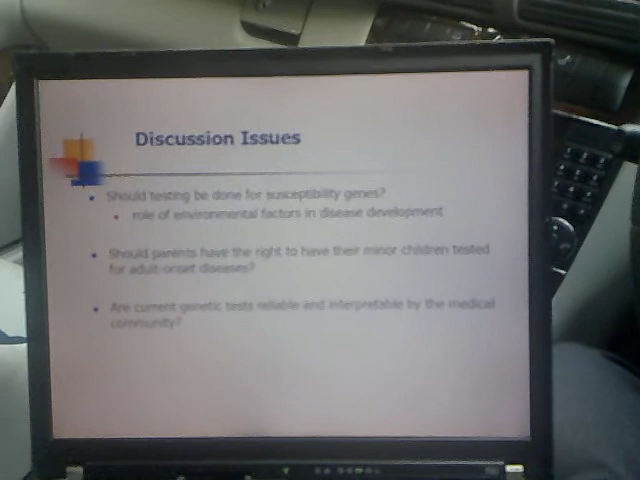 Discussion Issues
Should testing be done for susceptibility genes?
role of environmental factors in disease development
Should parents have the right to have their minor children tested
for adult-onset diseases?
Are current genetic tests reliable and interpretable by the medical
community?